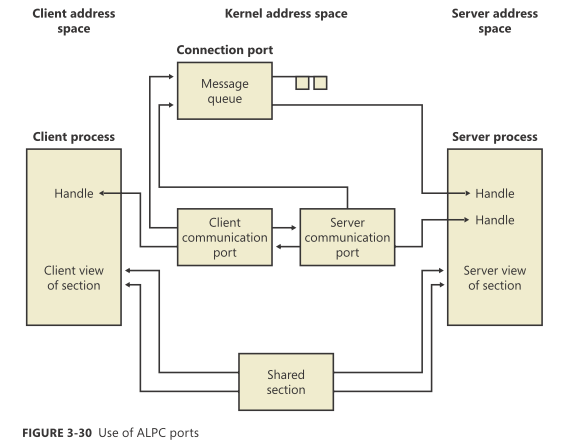 Client address
space
Kernel address space
Server address
space
Connection port
Message
queue
Client process
Server process
Handle
Handle
Handle
Client
communication
port
Server
communication
port
Client view
of section
Server view
of section
Shared
section
FIGURE 3-30 Use of ALPC ports